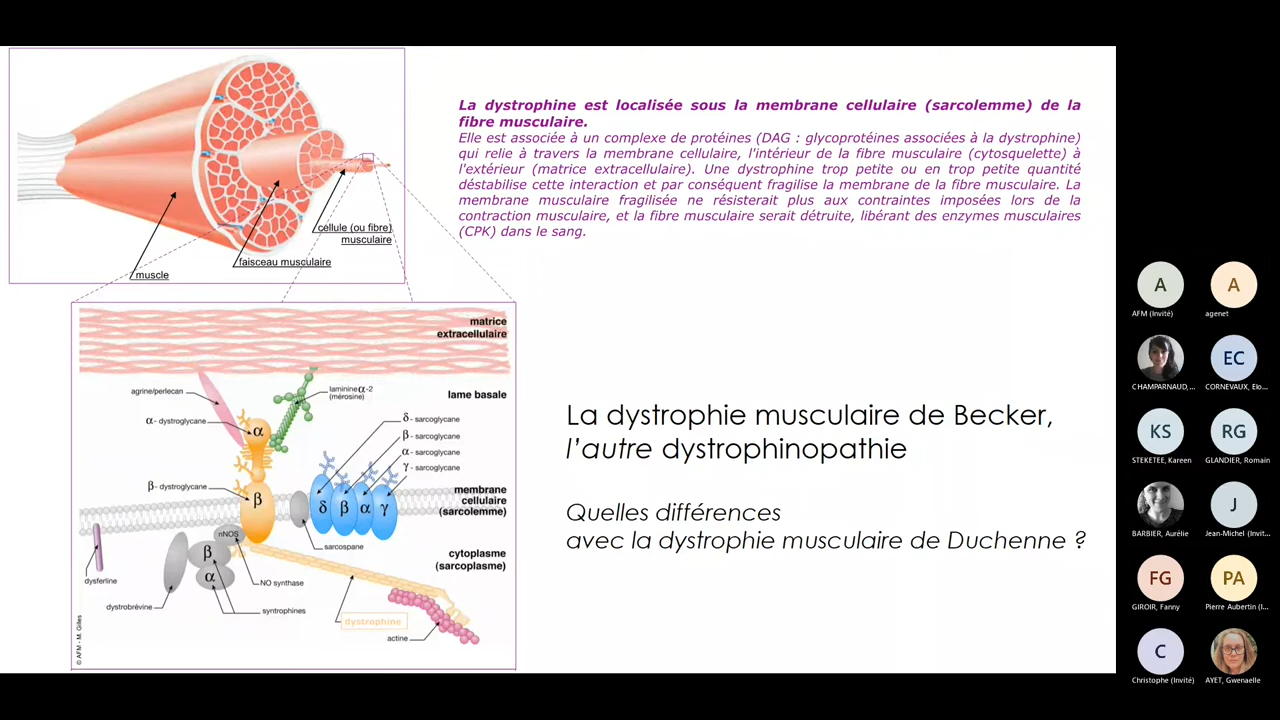 La dystrophine est localisée sous la membrane cellulaire (sarcolemme) de la
fibre musculaire.
Elle est associée à un complexe de protéines (DAG : glycoprotéines associées à la dystrophine)
qui relie à travers la membrane cellulaire, l'intérieur de la fibre musculaire (cytosquelette) à
l'extérieur (matrice extracellulaire). Une dystrophine trop petite ou en trop petite quantité
déstabilise cette interaction et par conséquent fragilise la membrane de la fibre musculaire. La
membrane musculaire fragilisée ne résisterait plus aux contraintes imposées lors de la
contraction musculaire, et la fibre musculaire serait détruite, libérant des enzymes musculaires
(CPK) dans le sang.
cellule (ou fibre)
musculaire
faisceau musculaire
muscle
matrice
extracellulaire
agrine/perlecan
laminine α-2
(mérosine)
lame basale
α- dystroglycane
α
δ - sarcoglycane
β - sarcoglycane
α - sarcoglycane
γ - sarcoglycane
β- dystroglycane
β
δ β α γ
membrane
cellulaire
(sarcolemme)
nNOS
sarcospane
β
α
cytoplasme
(sarcoplasme)
dysferline
NO synthase
dystrobrévine
syntrophines
dystrophine
actine
© AFM - M. Gilles
La dystrophie musculaire de Becker,
l'autre dystrophinopathie
Quelles différences
avec la dystrophie musculaire de Duchenne ?
A
A
AFM (Invité)
agenet
EC
CHAMPARNAUD,...
CORNEVAUX, Elo...
KS
RG
STEKETEE, Kareen
GLANDIER, Romain
J
BARBIER, Aurélie
Jean-Michel (Invit...
FG
PA
GIROIR, Fanny
Pierre Aubertin (I...
C
Christophe (Invité)
AYET, Gwenaelle